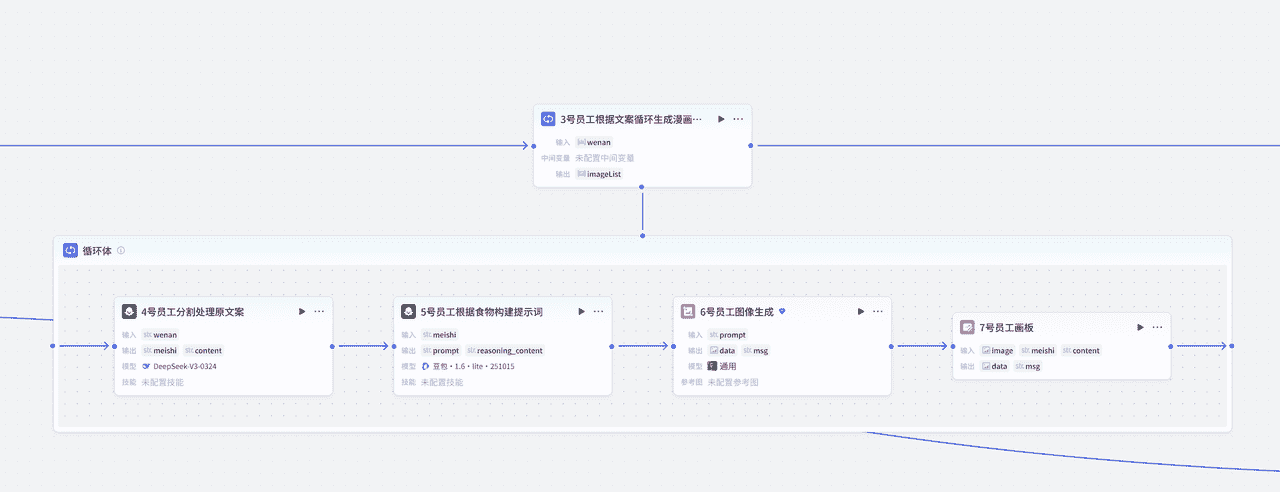 3号员工根据文案循环生成漫画…
输入 [str] wenan
中间变量 未配置中间变量
输出 imageList
循环体
4号员工分割处理原文案
输入 str. wenan
输出 str. meishi str. content
模型 DeepSeek-V3-0324
技能 未配置技能
5号员工根据食物构建提示词
输入 str. meishi
输出 str. prompt str. reasoning_content
模型 豆包·1.6·lite·251015
技能 未配置技能
6号员工图像生成
输入 str. prompt
输出 data str. msg
模型 通用
参考图 未配置参考图
7号员工画板
输入 image str. meishi str. content
输出 data str. msg